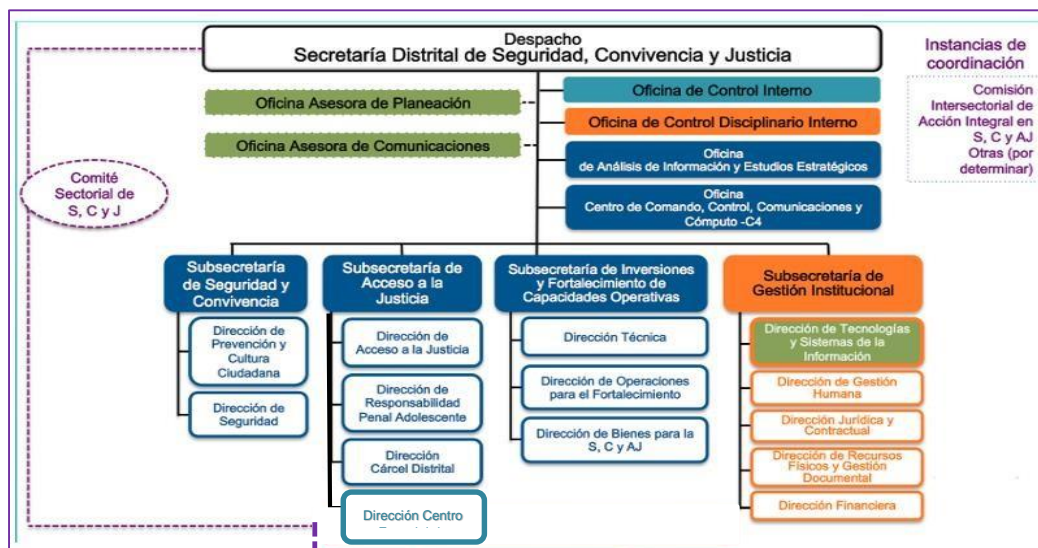 Despacho
Secretaría Distrital de Seguridad, Convivencia y Justicia
Instancias de
coordinación
Comisión
Intersectorial de
Acción Integral en
S, C y AJ
Otras (por
determinar)
Oficina Asesora de Planeación
Oficina Asesora de Comunicaciones
Oficina de Control Interno
Oficina de Control Disciplinario Interno
Oficina
de Análisis de Información y Estudios Estratégicos
Oficina
Centro de Comando, Control, Comunicaciones y
Cómputo -C4
Comité
Sectorial de
S, C y J
Subsecretaría
de Seguridad y
Convivencia
Dirección de
Prevención y
Cultura
Ciudadana
Dirección de
Seguridad
Subsecretaría de
Acceso a la
Justicia
Dirección de
Acceso a la Justicia
Dirección de
Responsabilidad
Penal Adolescente
Dirección
Cárcel Distrital
Dirección Centro
Subsecretaría de Inversiones
y Fortalecimiento de
Capacidades Operativas
Dirección Técnica
Dirección de Operaciones
para el Fortalecimiento
Dirección de Bienes para la
S, C y AJ
Subsecretaría de
Gestión Institucional
Dirección de Tecnologías
y Sistemas de la
Información
Dirección de Gestión
Humana
Dirección Jurídica y
Contractual
Dirección de Recursos
Físicos y Gestión
Documental
Dirección Financiera